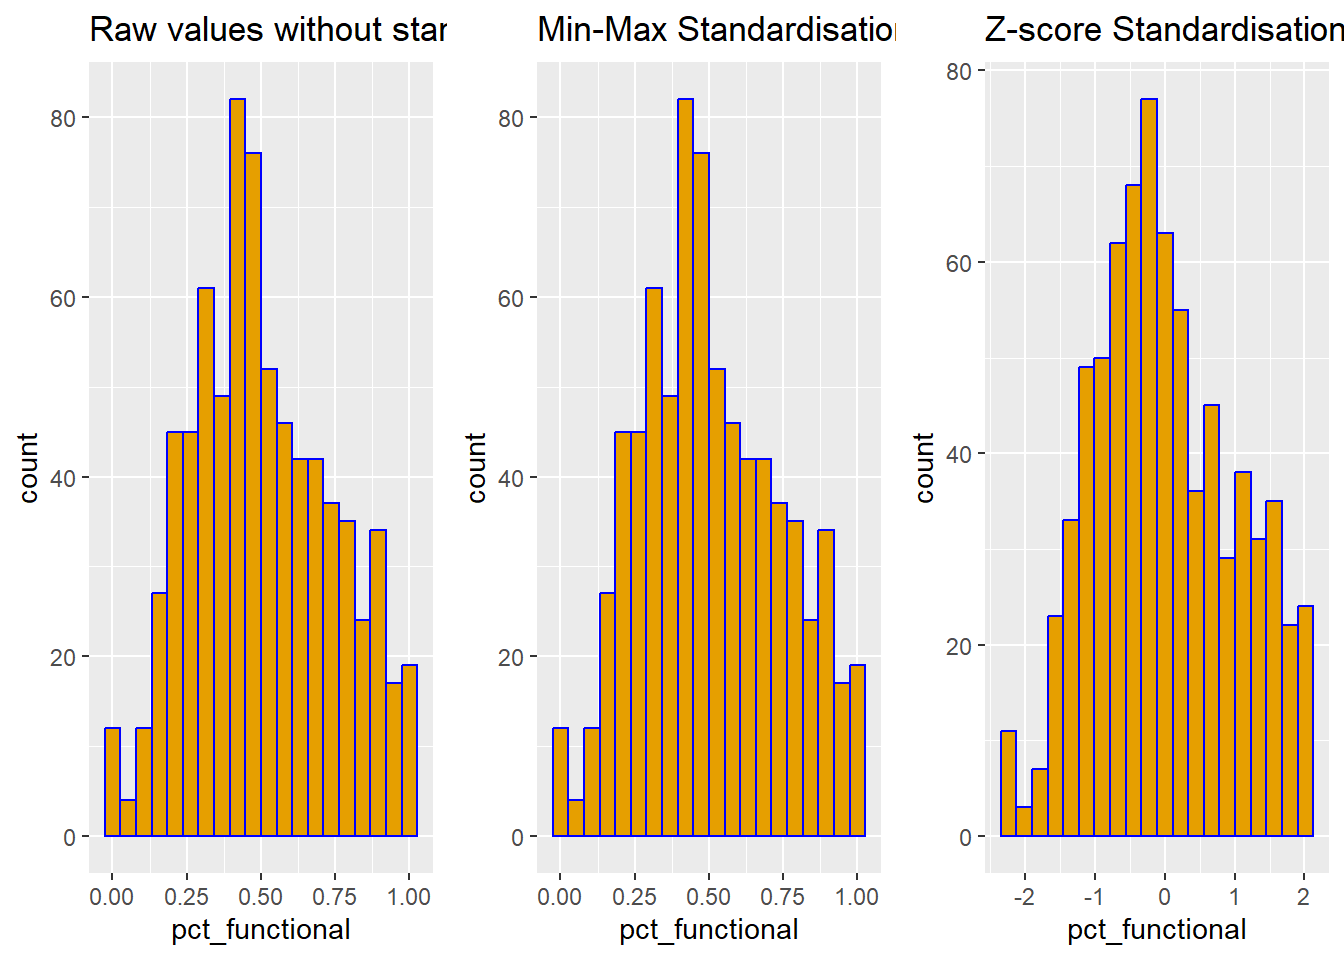 Raw values without star
80
60
40
20
0
count
0.00 0.25 0.50 0.75 1.00
pct_functional
Min-Max Standardisation
80
60
40
20
0
count
0.00 0.25 0.50 0.75 1.00
pct_functional
Z-score Standardisation
80
60
40
20
0
count
-2 -1 0 1 2
pct_functional